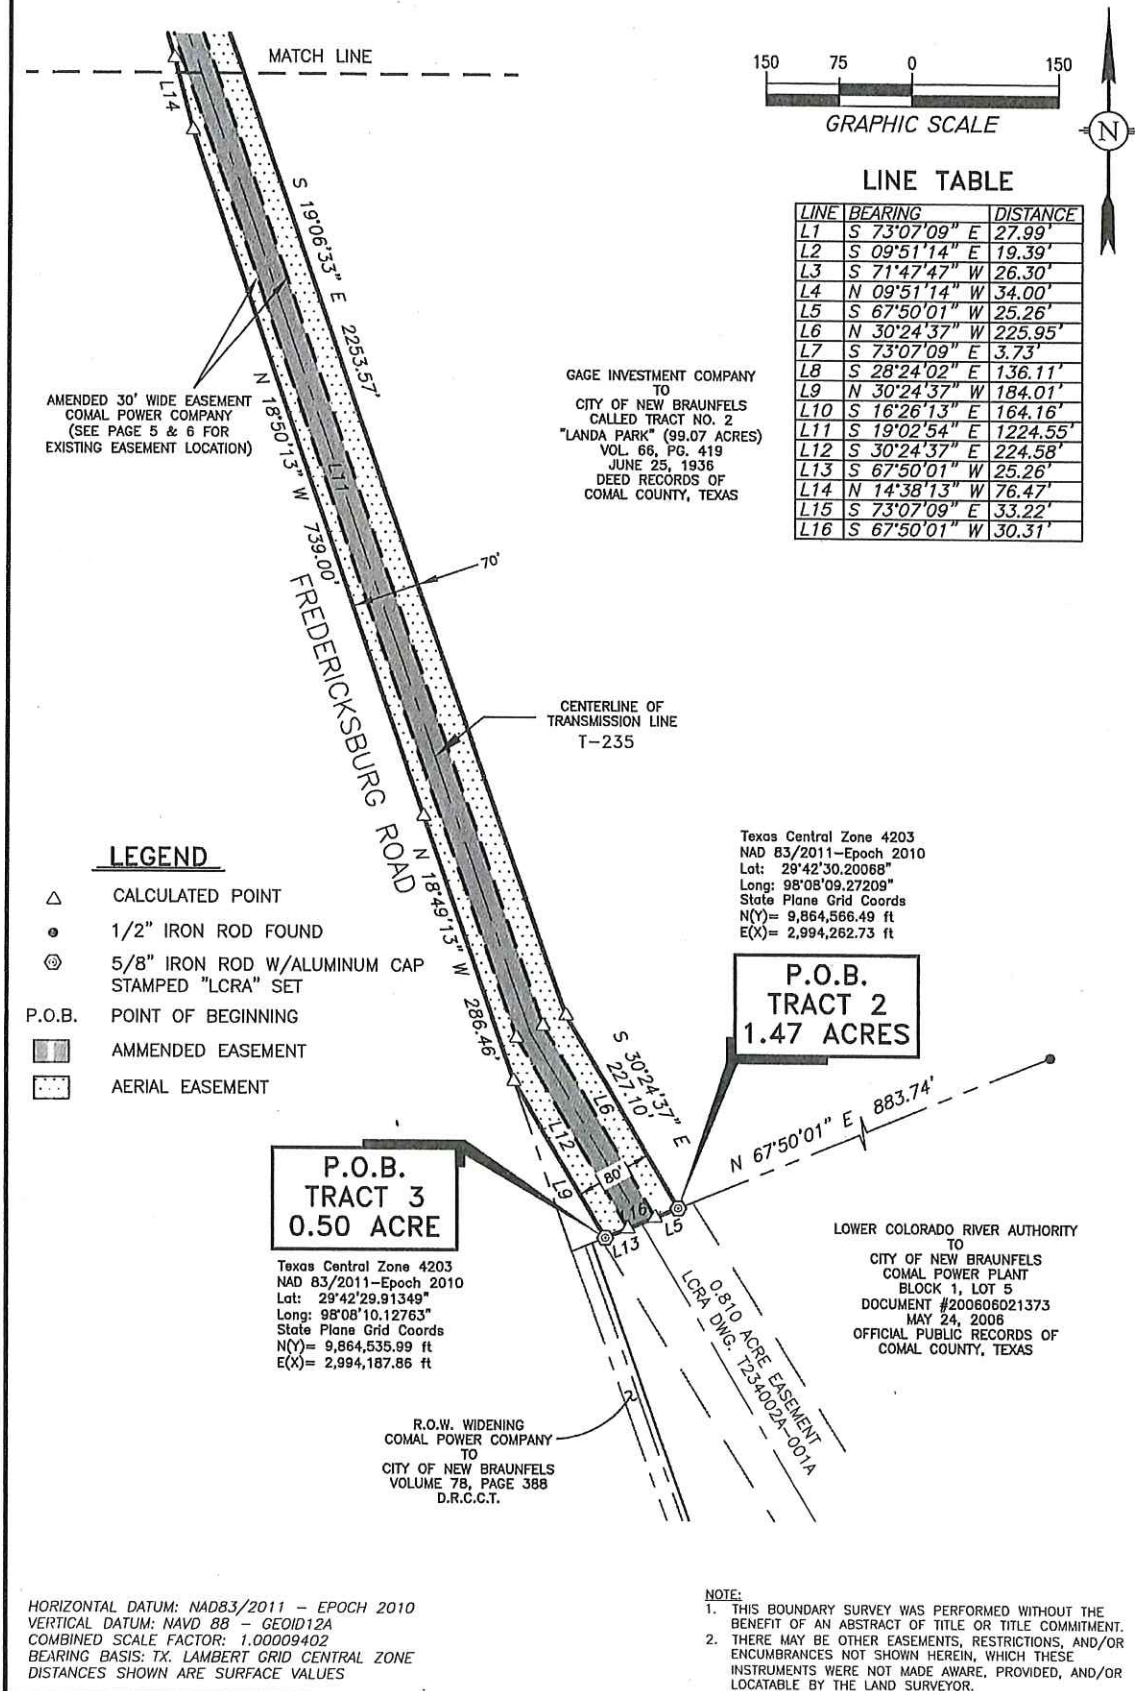 MATCH LINE
150 75 0 150
GRAPHIC SCALE
N
L14
LINE TABLE
LINE BEARING DISTANCE
L1 S 73°07'09" E 27.99'
L2 S 09°51'14" E 19.39'
L3 S 71°47'47" W 26.30'
L4 N 09°51'14" W 34.00'
L5 S 67°50'01" W 25.26'
L6 N 30°24'37" W 225.95'
L7 S 73°07'09" E 3.73'
L8 S 28°24'02" E 136.11'
L9 N 30°24'37" W 184.01'
L10 S 16°26'13" E 164.16'
L11 S 19°02'54" E 1224.55'
L12 S 30°24'37" E 224.58'
L13 S 67°50'01" W 25.26'
L14 N 14°38'13" W 76.47'
L15 S 73°07'09" E 33.22'
L16 S 67°50'01" W 30.31'
S 19°06'33" E 2253.57'
AMENDED 30' WIDE EASEMENT
COMAL POWER COMPANY
(SEE PAGE 5 & 6 FOR
EXISTING EASEMENT LOCATION)
N 18°50'13" W 739.00'
L11
GAGE INVESTMENT COMPANY
TO
CITY OF NEW BRAUNFELS
CALLED TRACT NO. 2
"LANDA PARK" (99.07 ACRES)
VOL. 66, PG. 419
JUNE 25, 1936
DEED RECORDS OF
COMAL COUNTY, TEXAS
70'
FREDERICKSBURG ROAD
CENTERLINE OF
TRANSMISSION LINE
T-235
LEGEND
CALCULATED POINT
1/2" IRON ROD FOUND
5/8" IRON ROD W/ALUMINUM CAP
STAMPED "LCRA" SET
P.O.B. POINT OF BEGINNING
AMMENDED EASEMENT
AERIAL EASEMENT
N 18°49'13" W 286.46'
Texas Central Zone 4203
NAD 83/2011-Epoch 2010
Lat: 29°42'30.20068"
Long: 98°08'09.27209"
State Plane Grid Coords
N(Y)= 9,864,566.49 ft
E(X)= 2,994,262.73 ft
P.O.B.
TRACT 2
1.47 ACRES
S 30°24'37" E
227.10'
N 67°50'01" E 883.74'
L6
L12
L9
80'
L16
L13
L5
P.O.B.
TRACT 3
0.50 ACRE
Texas Central Zone 4203
NAD 83/2011-Epoch 2010
Lat: 29°42'29.91349"
Long: 98°08'10.12763"
State Plane Grid Coords
N(Y)= 9,864,535.99 ft
E(X)= 2,994,187.86 ft
0.810 ACRE EASEMENT
LCRA DWG. T234002A-001A
LOWER COLORADO RIVER AUTHORITY
TO
CITY OF NEW BRAUNFELS
COMAL POWER PLANT
BLOCK 1, LOT 5
DOCUMENT #200606021373
MAY 24, 2006
OFFICIAL PUBLIC RECORDS OF
COMAL COUNTY, TEXAS
R.O.W. WIDENING
COMAL POWER COMPANY
TO
CITY OF NEW BRAUNFELS
VOLUME 78, PAGE 388
D.R.C.C.T.
HORIZONTAL DATUM: NAD83/2011 - EPOCH 2010
VERTICAL DATUM: NAVD 88 - GEOID12A
COMBINED SCALE FACTOR: 1.00009402
BEARING BASIS: TX. LAMBERT GRID CENTRAL ZONE
DISTANCES SHOWN ARE SURFACE VALUES
NOTE:
1. THIS BOUNDARY SURVEY WAS PERFORMED WITHOUT THE
BENEFIT OF AN ABSTRACT OF TITLE OR TITLE COMMITMENT.
2. THERE MAY BE OTHER EASEMENTS, RESTRICTIONS, AND/OR
ENCUMBRANCES NOT SHOWN HEREIN, WHICH THESE
INSTRUMENTS WERE NOT MADE AWARE, PROVIDED, AND/OR
LOCATABLE BY THE LAND SURVEYOR.